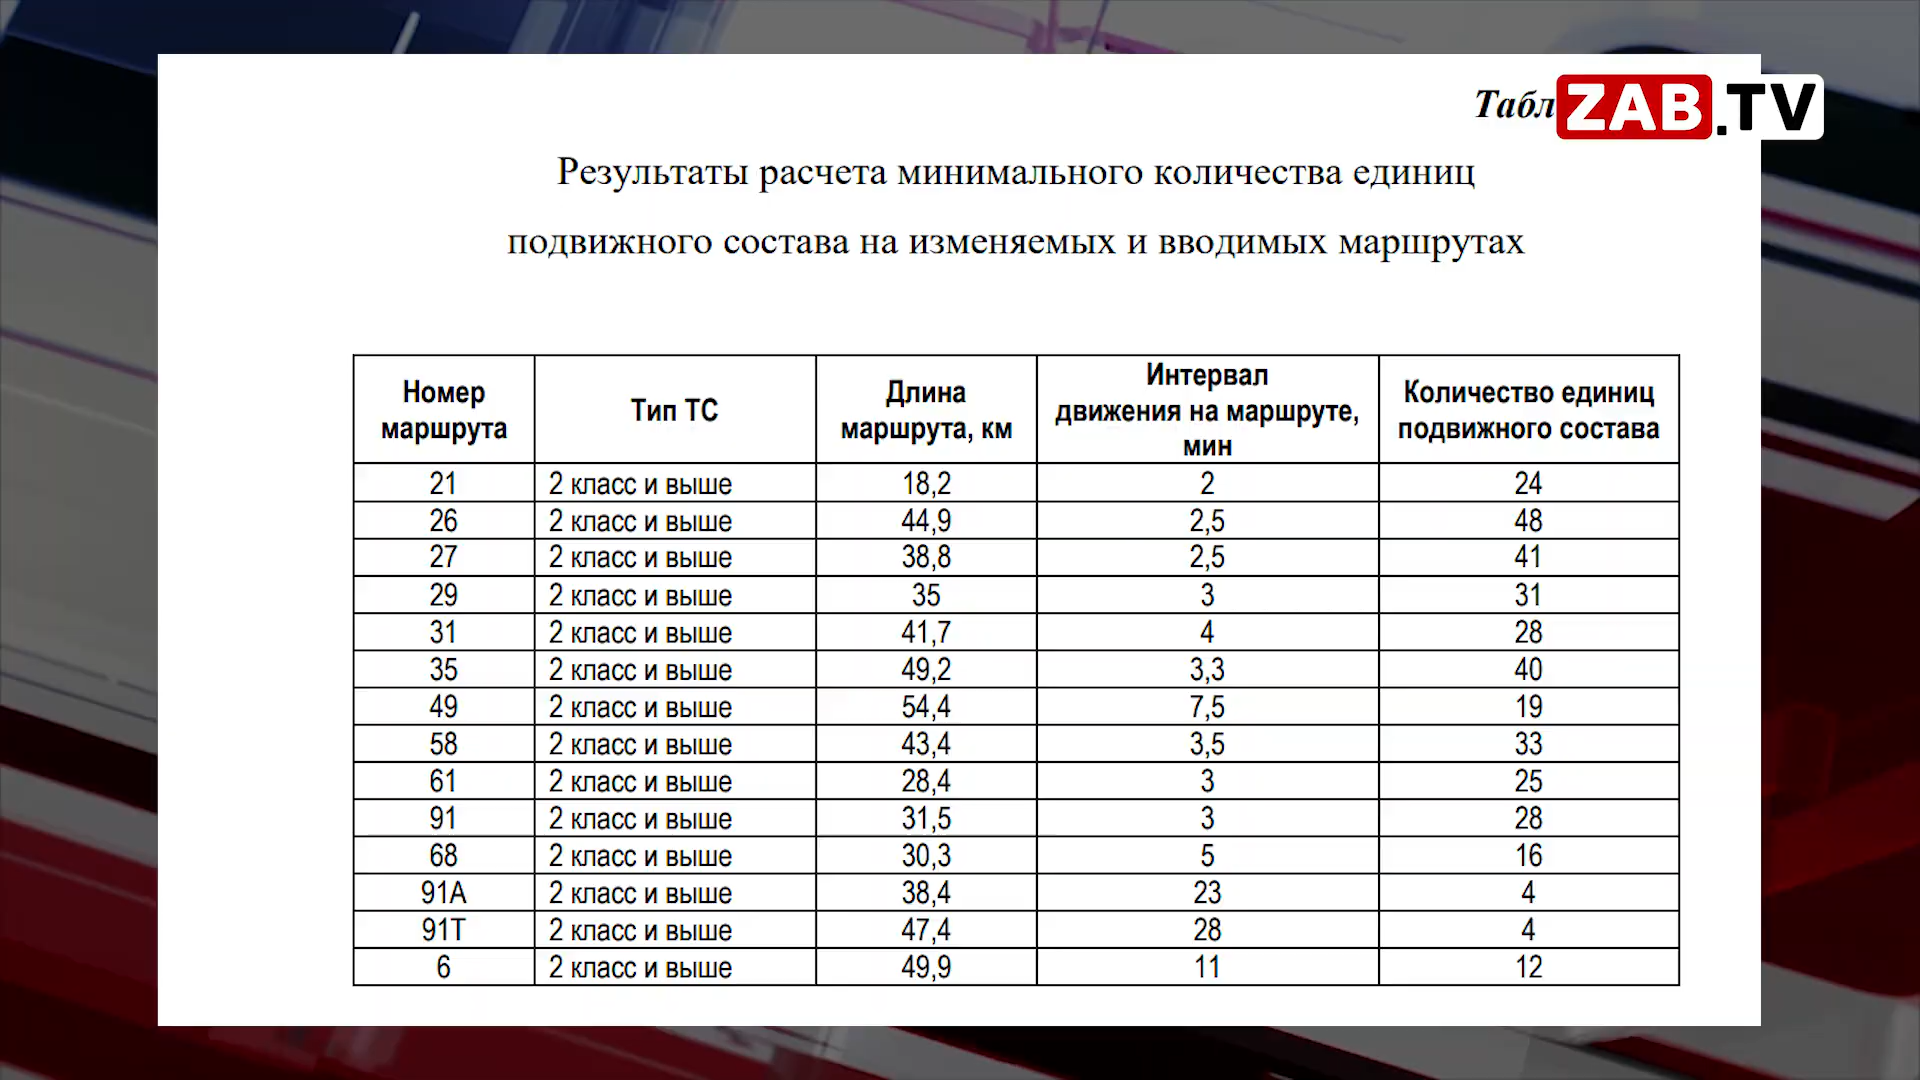 Табл
ZAB.TV
Результаты расчета минимального количества единиц
подвижного состава на изменяемых и вводимых маршрутах
Номер маршрута Тип ТС Длина маршрута, км Интервал движения на маршруте, мин Количество единиц подвижного состава
21 2 класс и выше 18,2 2 24
26 2 класс и выше 44,9 2,5 48
27 2 класс и выше 38,8 2,5 41
29 2 класс и выше 35 3 31
31 2 класс и выше 41,7 4 28
35 2 класс и выше 49,2 3,3 40
49 2 класс и выше 54,4 7,5 19
58 2 класс и выше 43,4 3,5 33
61 2 класс и выше 28,4 3 25
91 2 класс и выше 31,5 3 28
68 2 класс и выше 30,3 5 16
91А 2 класс и выше 38,4 23 4
91Т 2 класс и выше 47,4 28 4
6 2 класс и выше 49,9 11 12